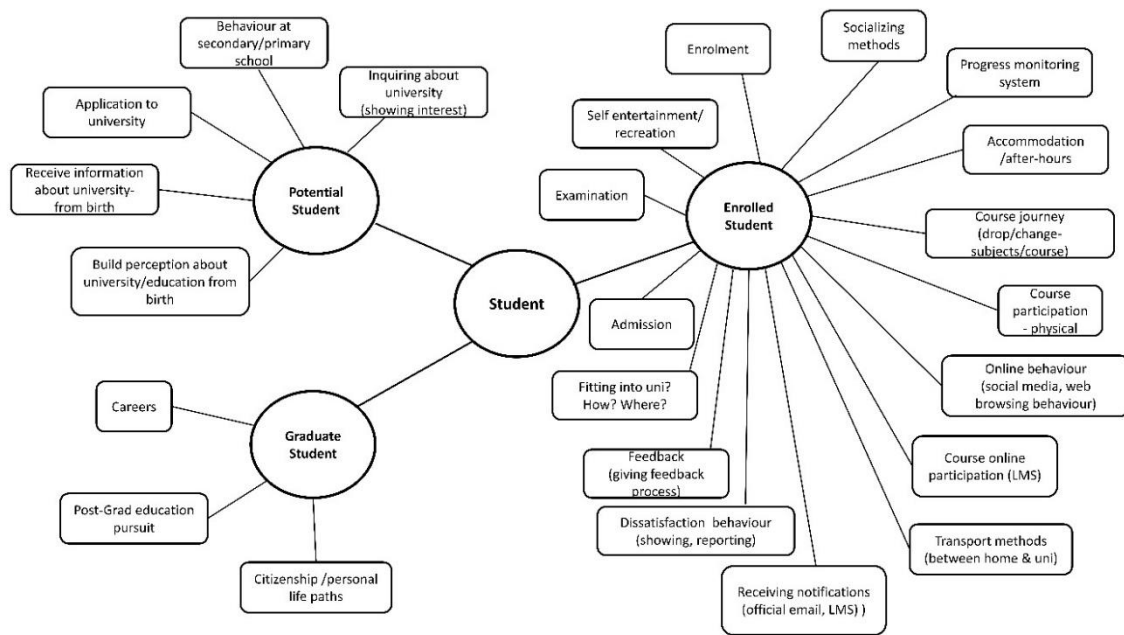 Behaviour at
secondary/primary
school
Inquiring about
university
(showing interest)
Application to
university
Receive information
about university-
from birth
Build perception about
university/education from
birth
Potential
Student
Student
Graduate
Student
Careers
Post-Grad education
pursuit
Citizenship /personal
life paths
Enrolled
Student
Enrolment
Socializing
methods
Progress monitoring
system
Self entertainment/
recreation
Accommodation
/after-hours
Examination
Course journey
(drop/change-
subjects/course)
Admission
Course
participation
- physical
Fitting into uni?
How? Where?
Online behaviour
(social media, web
browsing behaviour)
Feedback
(giving feedback
process)
Course online
participation (LMS)
Dissatisfaction behaviour
(showing, reporting)
Transport methods
(between home & uni)
Receiving notifications
(official email, LMS) )